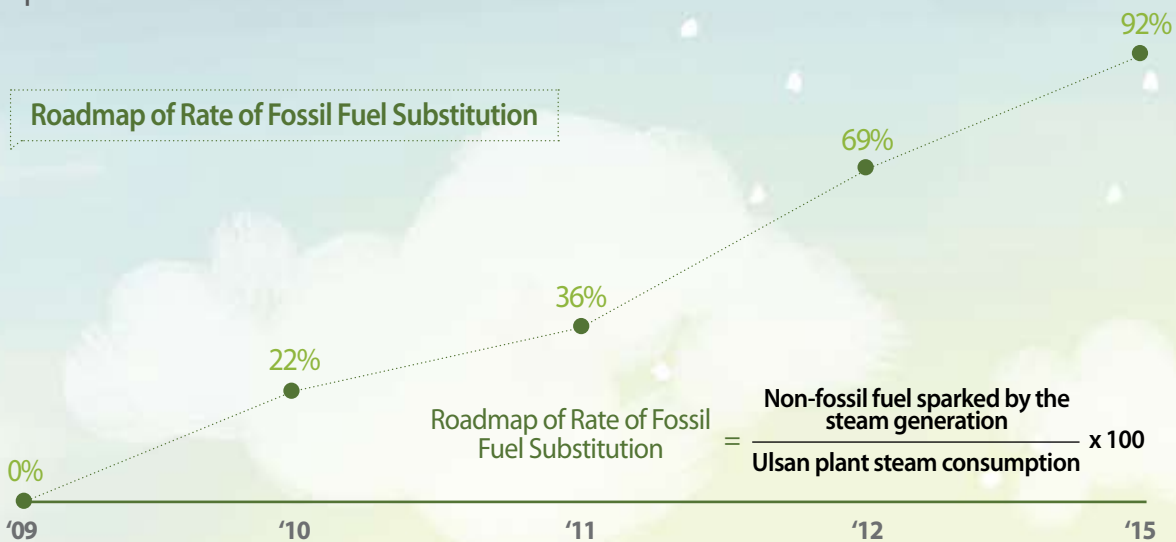 92%
Roadmap of Rate of Fossil Fuel Substitution
69%
36%
22%
0%
Roadmap of Rate of Fossil
Fuel Substitution
=
Non-fossil fuel sparked by the
steam generation
Ulsan plant steam consumption
x 100
‘09 ‘10 ‘11 ‘12 ‘15